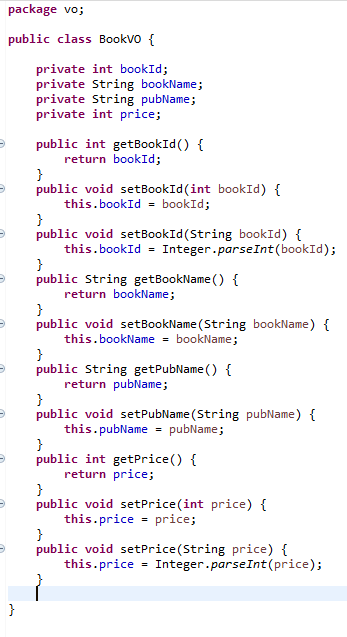 package vo;
public class BookVO {
private int bookId;
private String bookName;
private String pubName;
private int price;
public int getBookId() {
return bookId;
}
public void setBookId(int bookId) {
this.bookId = bookId;
}
public void setBookId(String bookId) {
this.bookId = Integer.parseInt(bookId);
}
public String getBookName() {
return bookName;
}
public void setBookName(String bookName) {
this.bookName = bookName;
}
public String getPubName() {
return pubName;
}
public void setPubName(String pubName) {
this.pubName = pubName;
}
public int getPrice() {
return price;
}
public void setPrice(int price) {
this.price = price;
}
public void setPrice(String price) {
this.price = Integer.parseInt(price);
}
}